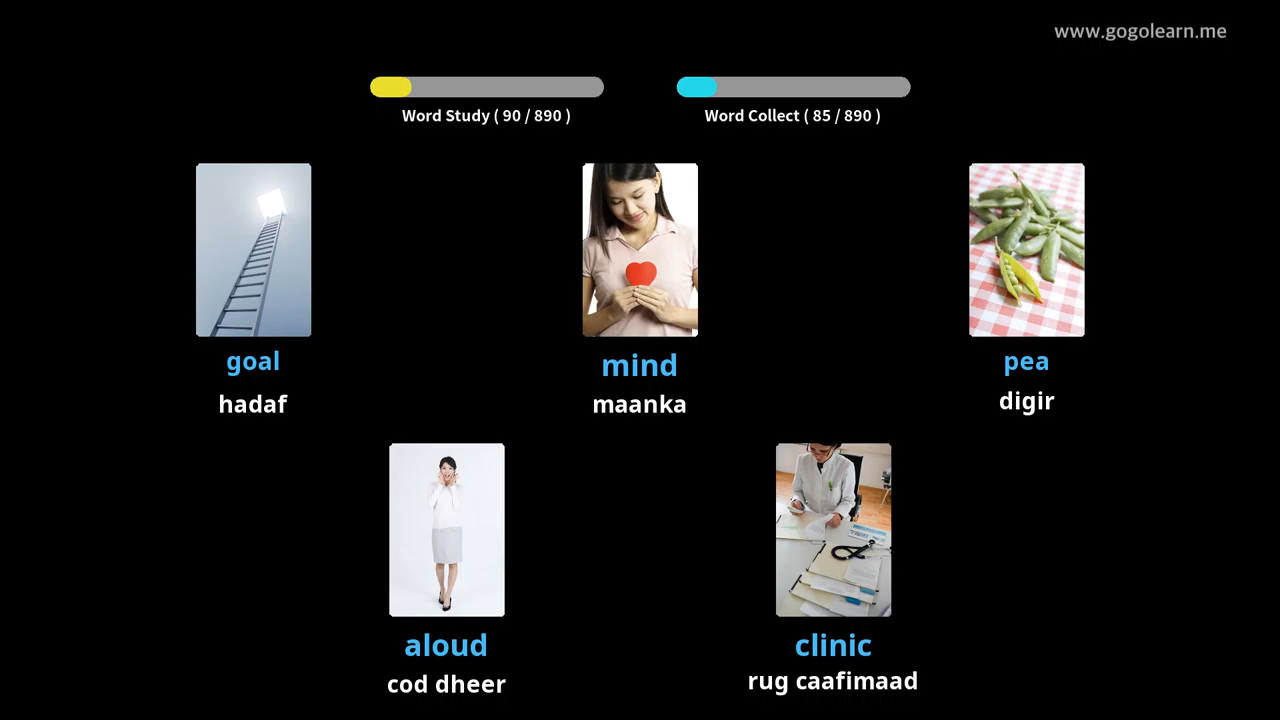 www.gogolearn.me
Word Study ( 90 / 890 )
Word Collect ( 85 / 890 )
goal
hadaf
mind
maanka
pea
digir
aloud
cod dheer
clinic
rug caafimaad